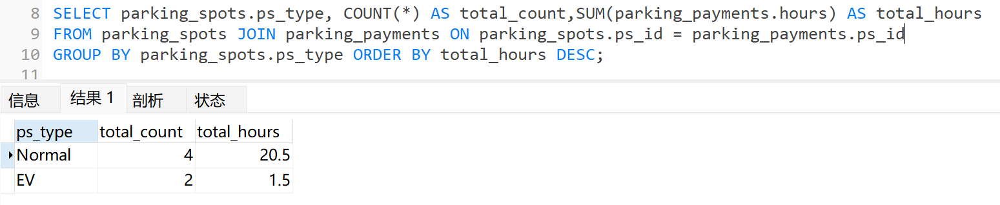 8 SELECT parking_spots.ps_type, COUNT(*) AS total_count,SUM(parking_payments.hours) AS total_hours
9 FROM parking_spots JOIN parking_payments ON parking_spots.ps_id = parking_payments.ps_id
10 GROUP BY parking_spots.ps_type ORDER BY total_hours DESC;
11
信息 结果 1 剖析 状态
ps_type total_count total_hours
Normal 4 20.5
EV 2 1.5